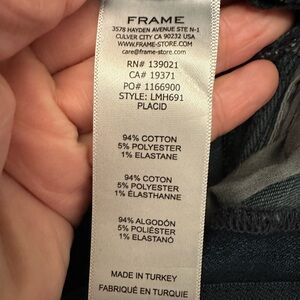 FRAME
3578 HAYDEN AVENUE STE N-1
CULVER CITY CA 90232 USA
WWW.FRAME-STORE.COM
care@frame-store.com
RN# 139021
CA# 19371
PO# 1166900
STYLE: LMH691
PLACID
94% COTTON
5% POLYESTER
1% ELASTANE
94% COTON
5% POLYESTER
1% ÉLASTHANNE
94% ALGODÓN
5% POLIÉSTER
1% ELASTANÓ
MADE IN TURKEY
FABRIQUÉ EN TURQUIE